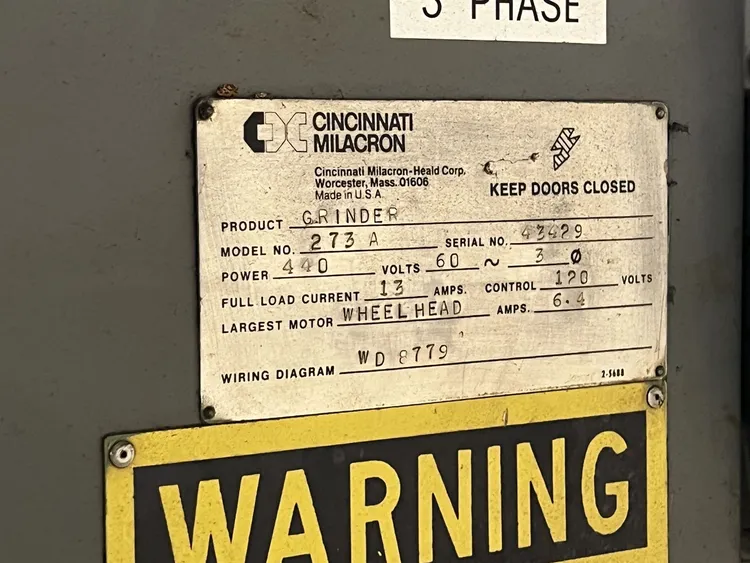 3 PHASE
CINCINNATI
MILACRON
Cincinnati Milacron-Heald Corp.
Worcester, Mass. 01606
Made in U.S.A.
KEEP DOORS CLOSED
PRODUCT GRINDER
MODEL NO. 273 A SERIAL NO. 43429
POWER 440 VOLTS 60 ~ 3 Ø
FULL LOAD CURRENT 13 AMPS. CONTROL 120 VOLTS
LARGEST MOTOR WHEELHEAD AMPS. 6.4
WIRING DIAGRAM WD 8779
2-5688
WARNING